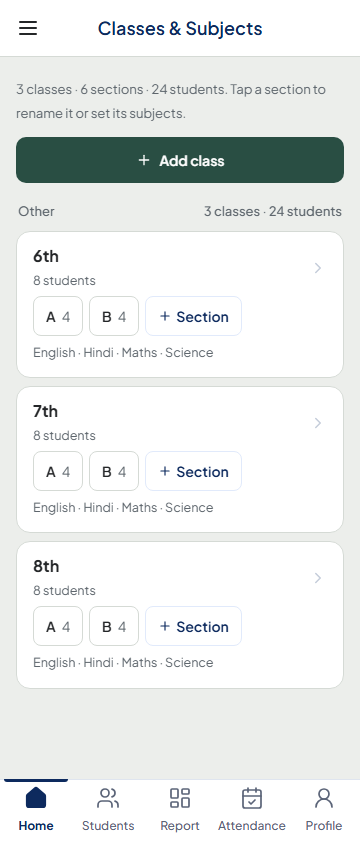 Classes & Subjects
3 classes · 6 sections · 24 students. Tap a section to
rename it or set its subjects.
+ Add class
Other 3 classes · 24 students
6th
8 students
A 4 B 4 + Section
English · Hindi · Maths · Science
7th
8 students
A 4 B 4 + Section
English · Hindi · Maths · Science
8th
8 students
A 4 B 4 + Section
English · Hindi · Maths · Science
Home Students Report Attendance Profile